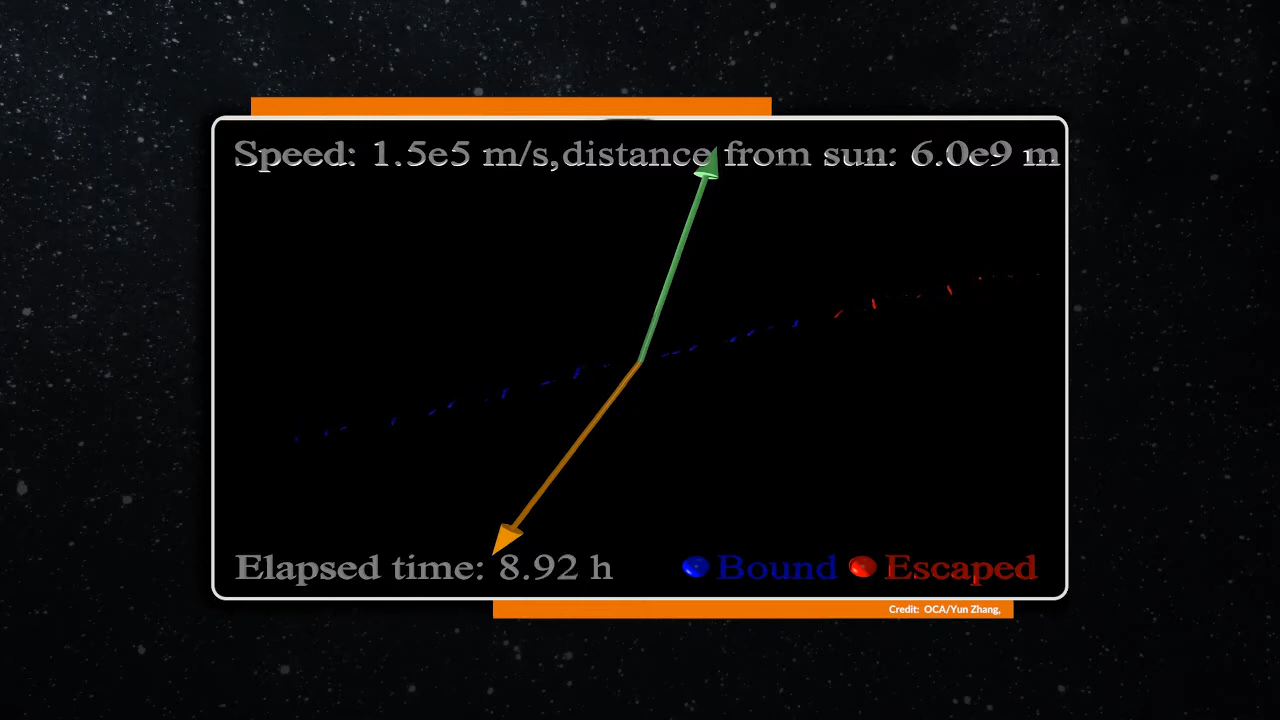 Speed: 1.5e5 m/s,distance from sun: 6.0e9 m
Elapsed time: 8.92 h
Bound
Escaped
Credit: OCA/Yun Zhang,